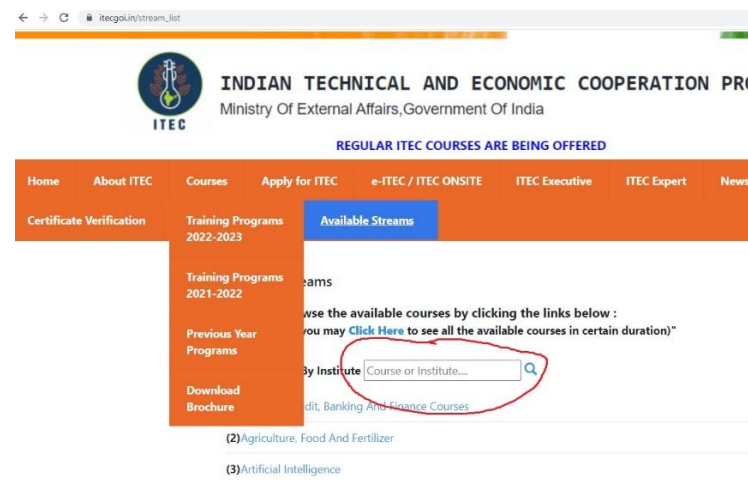 itecgoi.in/stream_list
INDIAN TECHNICAL AND ECONOMIC COOPERATION
Ministry Of External Affairs,Government Of India
ITEC
REGULAR ITEC COURSES ARE BEING OFFERED
Home About ITEC Courses Apply for ITEC e-ITEC / ITEC ONSITE ITEC Executive ITEC Expert News
Certificate Verification
Training Programs
2022-2023
Available Streams
Training Programs
2021-2022
Previous Year
Programs
Download
Brochure
wse the available courses by clicking the links below :
you may Click Here to see all the available courses in certain duration)"
By Institute Course or Institute....
dit, Banking And Finance Courses
(2)Agriculture, Food And Fertilizer
(3)Artificial Intelligence